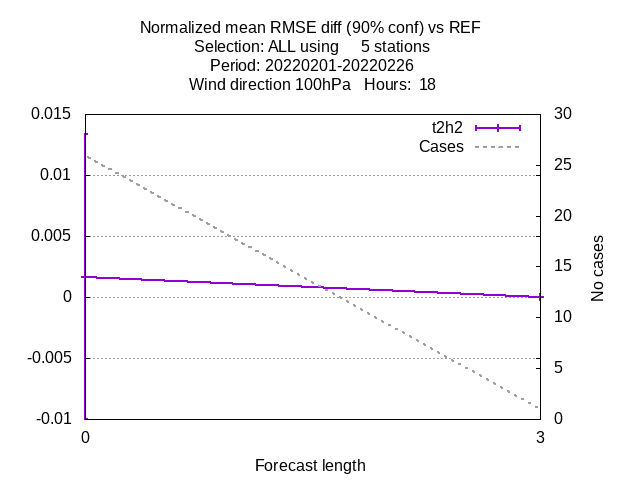 Normalized mean RMSE diff (90% conf) vs REF
Selection: ALL using     5 stations
Period: 20220201-20220226
Wind direction 100hPa   Hours:  18
0.015
0.01
0.005
0
-0.005
-0.01
30
25
20
15
10
5
0
t2h2
Cases
No cases
0
3
Forecast length